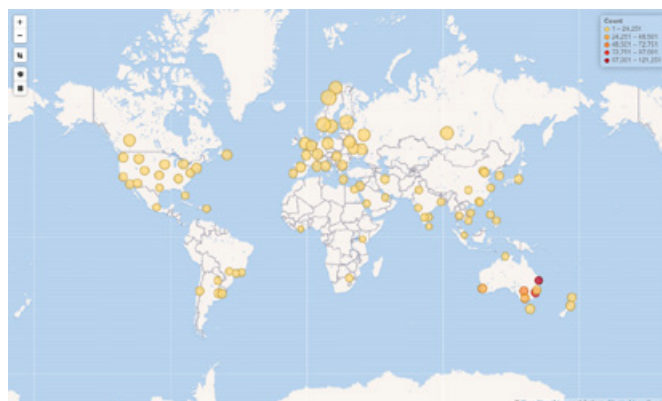 +
−
Count
1 – 24,251
24,251 – 48,501
48,501 – 72,751
72,751 – 97,001
97,001 – 121,251